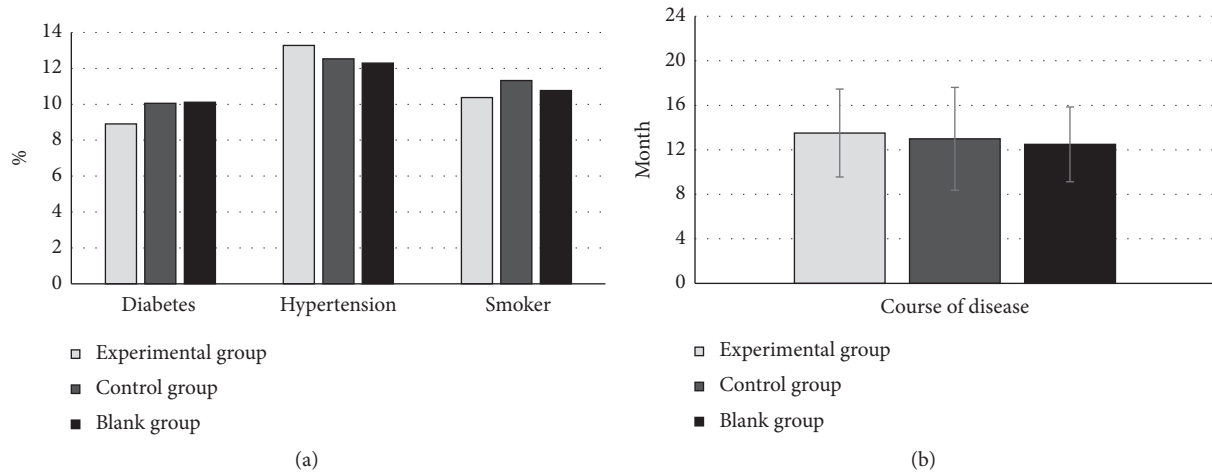 14
12
10
8
6
4
2
0
%
Diabetes
Hypertension
Smoker
Experimental group
Control group
Blank group
(a)
24
20
16
12
8
4
0
Month
Course of disease
Experimental group
Control group
Blank group
(b)